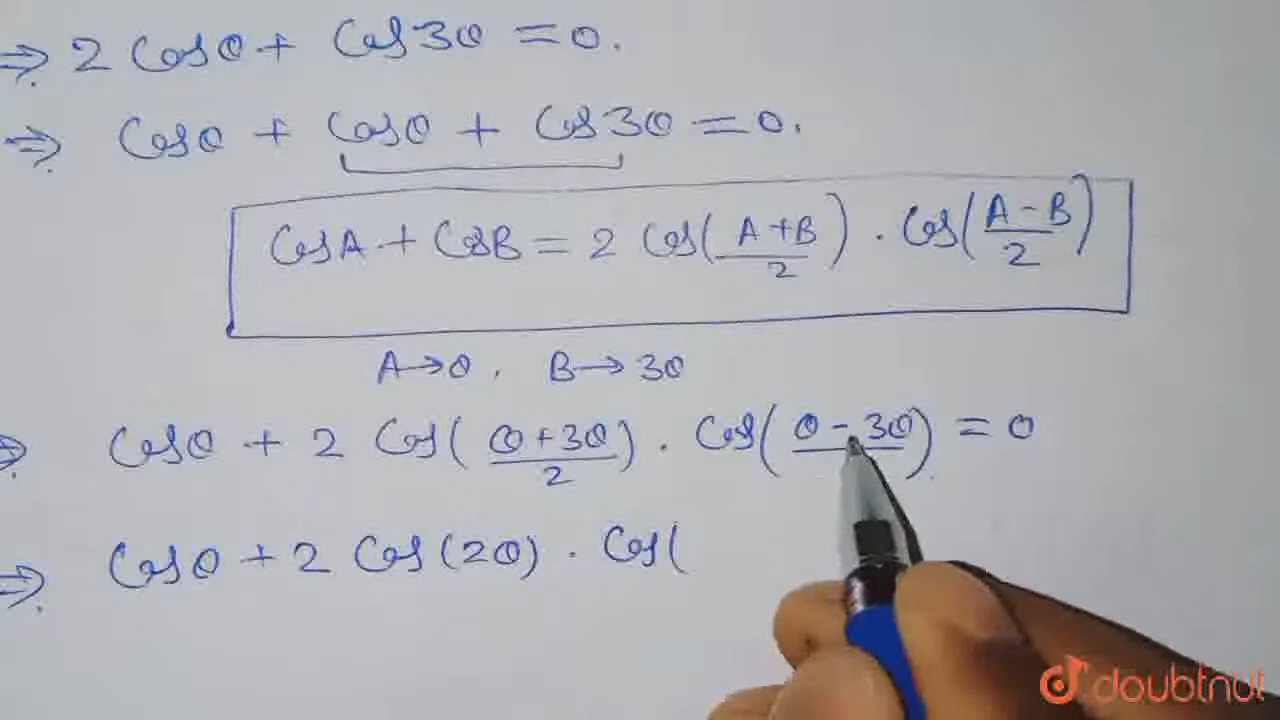 ⇒ 2 Cosθ + Cos3θ = 0.
⇒ Cosθ + Cosθ + Cos3θ = 0.
CosA + CosB = 2 Cos(A+B/2) . Cos(A-B/2)
A→θ, B→3θ
⇒ Cosθ + 2 Cos(θ+3θ/2) . Cos(θ-3θ/) = 0
⇒ Cosθ + 2 Cos(2θ) . Cos(
doubtnut